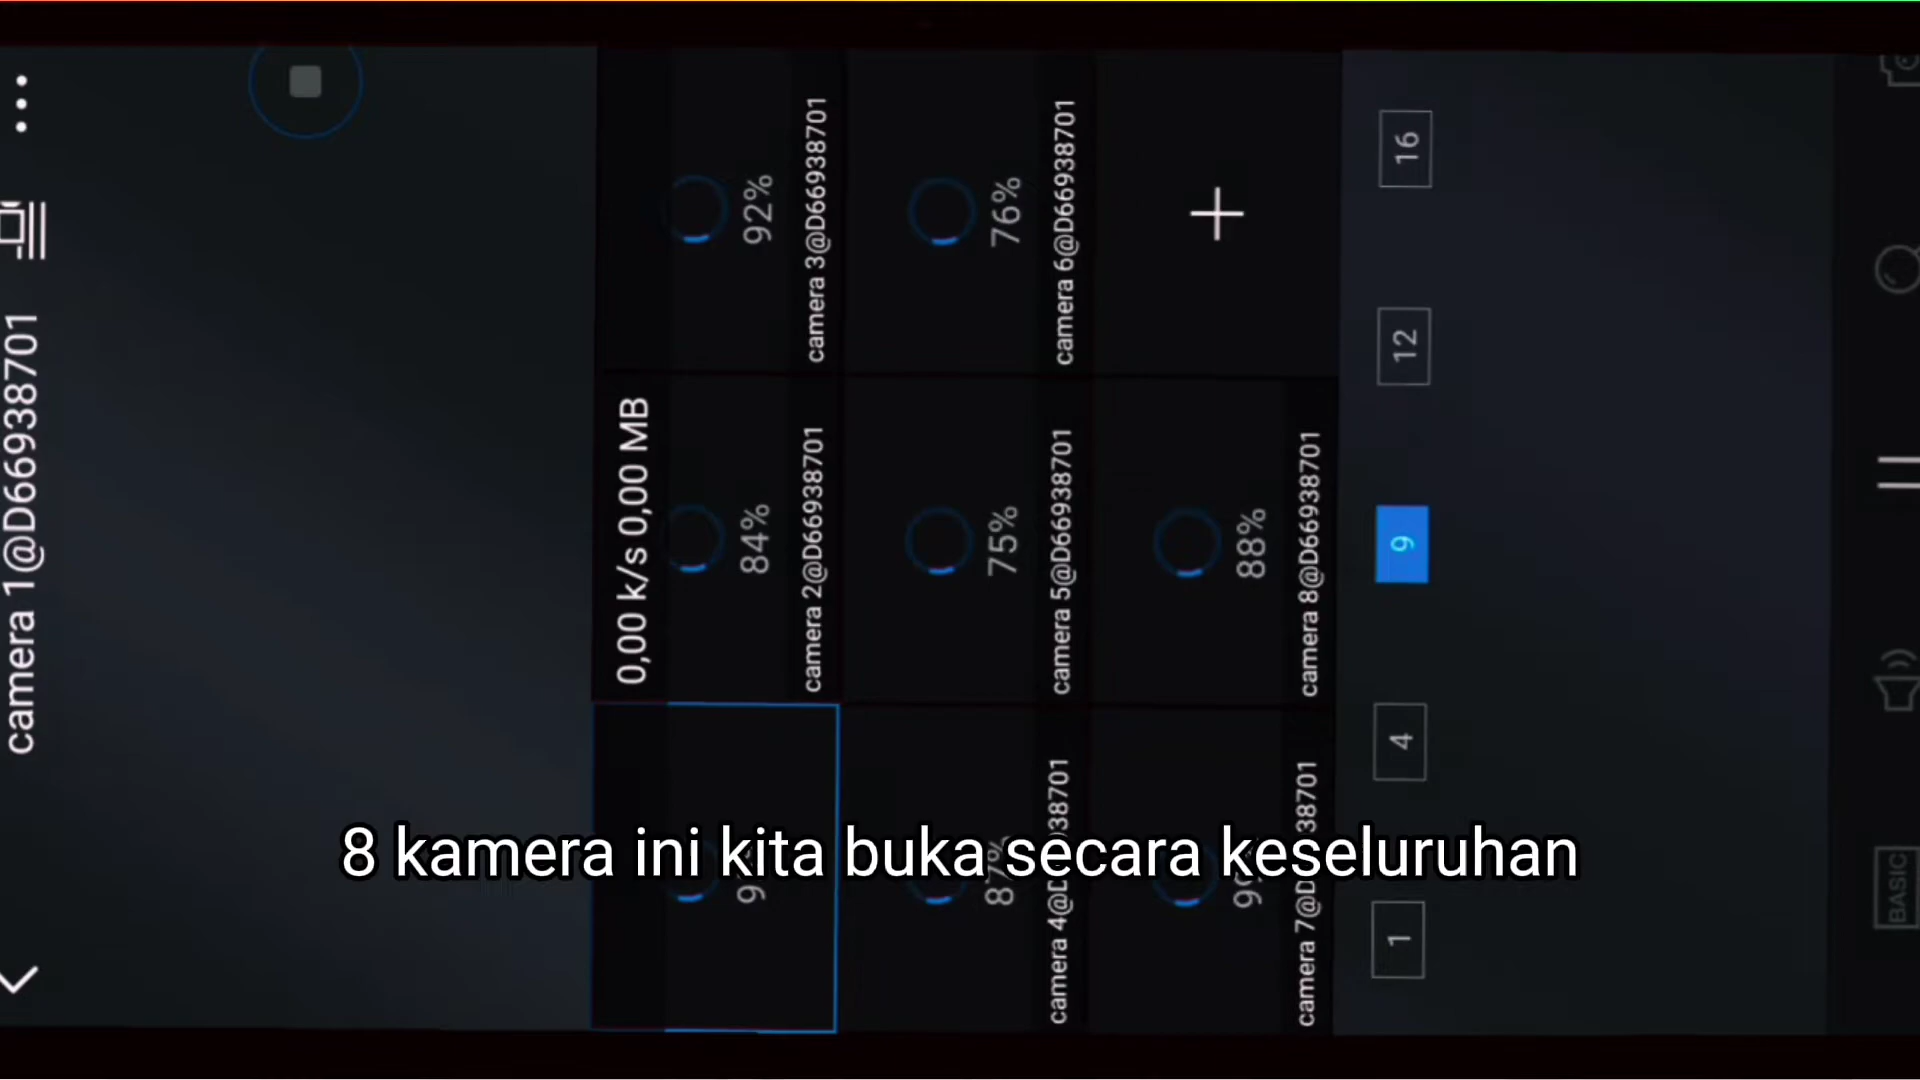 camera 1@D66938701
0,00 k/s 0,00 MB
84%
92%
camera 2@D66938701
camera 3@D66938701
87%
75%
76%
camera 5@D66938701
camera 6@D66938701
88%
camera 8@D66938701
1
4
9
12
16
BASIC
8 kamera ini kita buka secara keseluruhan